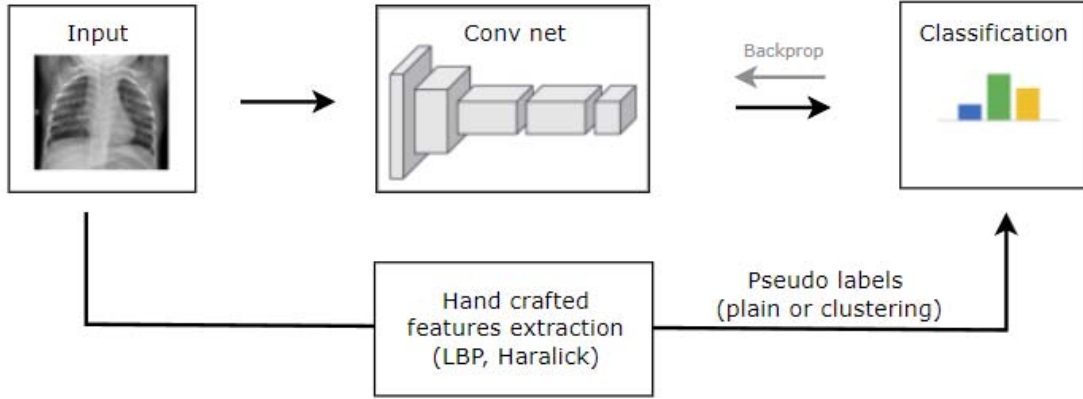 Input
Conv net
Backprop
Classification
Hand crafted
features extraction
(LBP, Haralick)
Pseudo labels
(plain or clustering)